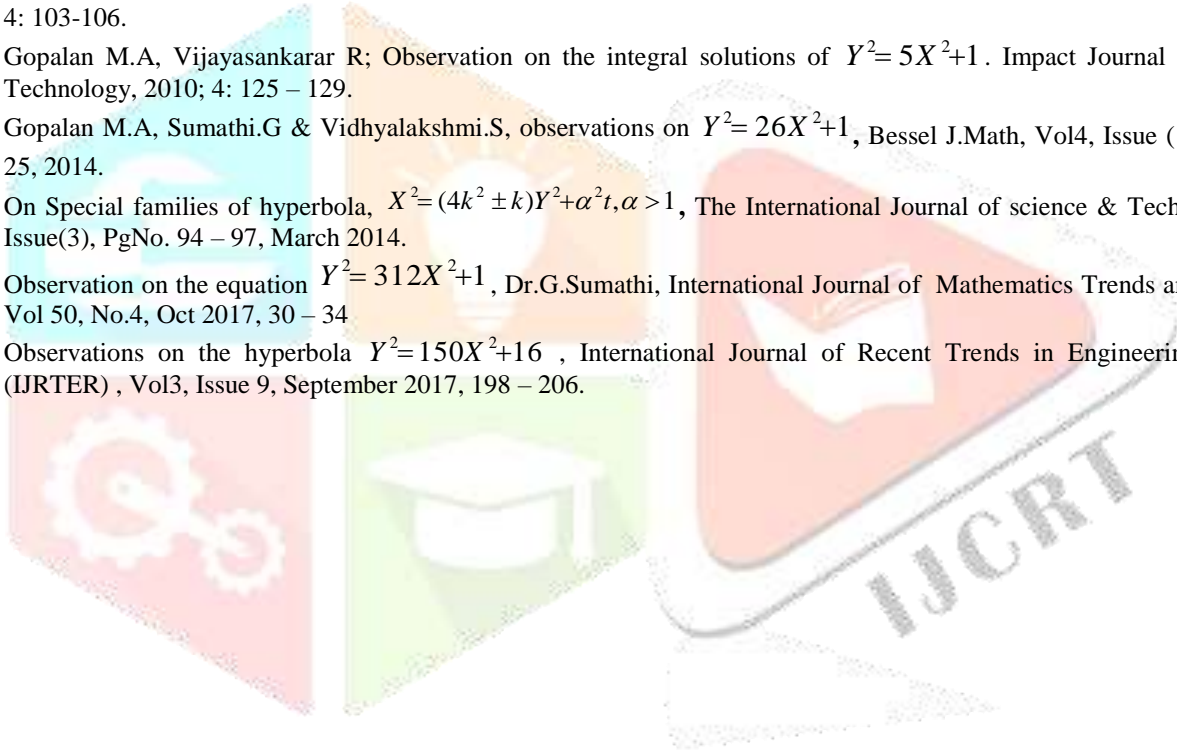 4: 103-106.
Gopalan M.A, Vijayasankarar R; Observation on the integral solutions of Y²= 5X²+1. Impact Journal
Technology, 2010; 4: 125 – 129.
Gopalan M.A, Sumathi.G & Vidhyalakshmi.S, observations on Y²= 26X²+1, Bessel J.Math, Vol4, Issue (
25, 2014.
On Special families of hyperbola, X²= (4k² ± k)Y²+α²t, α > 1, The International Journal of science & Tech
Issue(3), PgNo. 94 – 97, March 2014.
Observation on the equation Y²= 312X²+1, Dr.G.Sumathi, International Journal of Mathematics Trends a
Vol 50, No.4, Oct 2017, 30 – 34
Observations on the hyperbola Y²= 150X²+16 , International Journal of Recent Trends in Engineerin
(IJRTER) , Vol3, Issue 9, September 2017, 198 – 206.
IJCRT